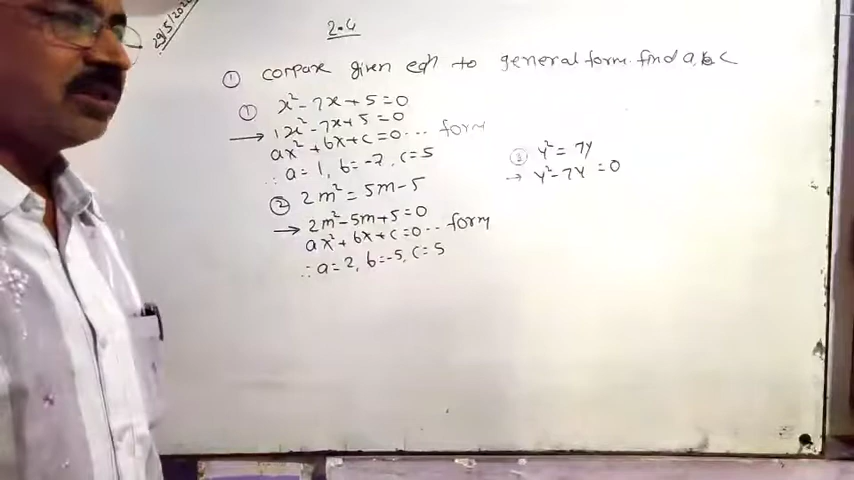 29/5/2024
2.4
① compare given eqn to general form. find a, b, c
① x² - 7x + 5 = 0
→ 1x² - 7x + 5 = 0
ax² + bx + c = 0 ... form
∴ a = 1, b = -7, c = 5
② 2m² = 5m - 5
→ 2m² - 5m + 5 = 0
ax² + bx + c = 0 ... form
∴ a = 2, b = -5, c = 5
③ y² = 7y
→ y² - 7y = 0